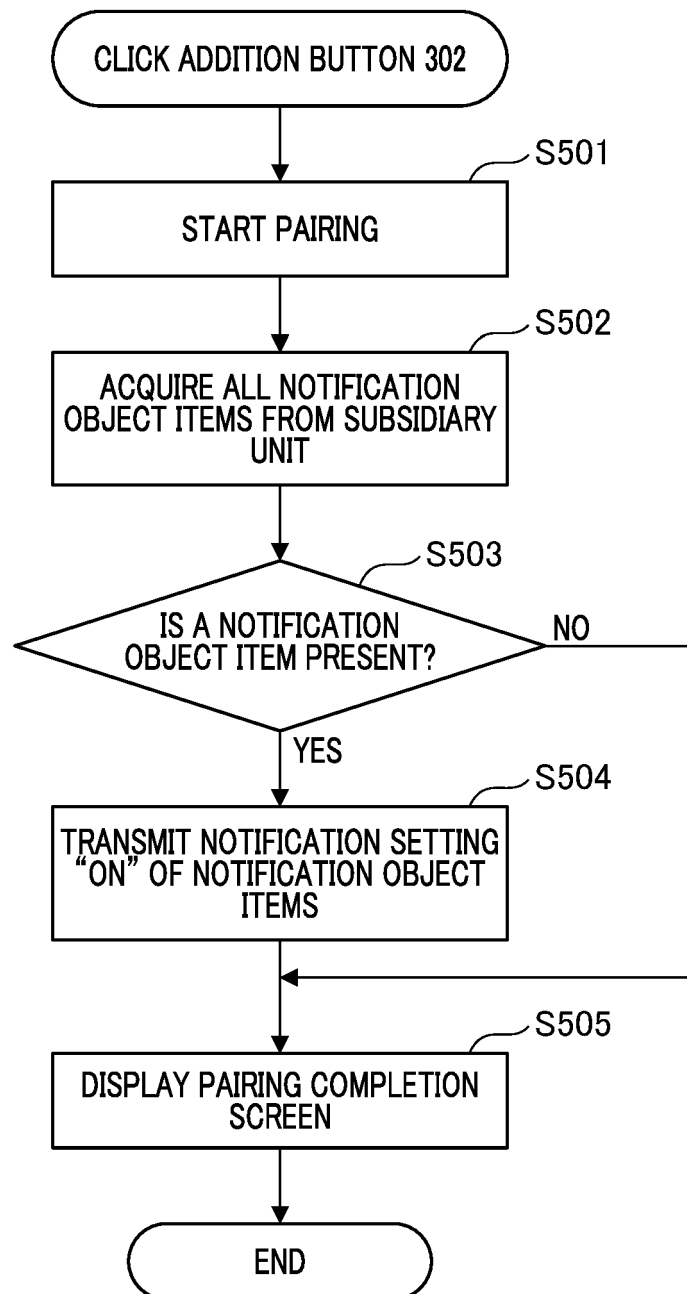 CLICK ADDITION BUTTON 302
S501
START PAIRING
S502
ACQUIRE ALL NOTIFICATION
OBJECT ITEMS FROM SUBSIDIARY
UNIT
S503
IS A NOTIFICATION
OBJECT ITEM PRESENT?
NO
YES
S504
TRANSMIT NOTIFICATION SETTING
“ON” OF NOTIFICATION OBJECT
ITEMS
S505
DISPLAY PAIRING COMPLETION
SCREEN
END